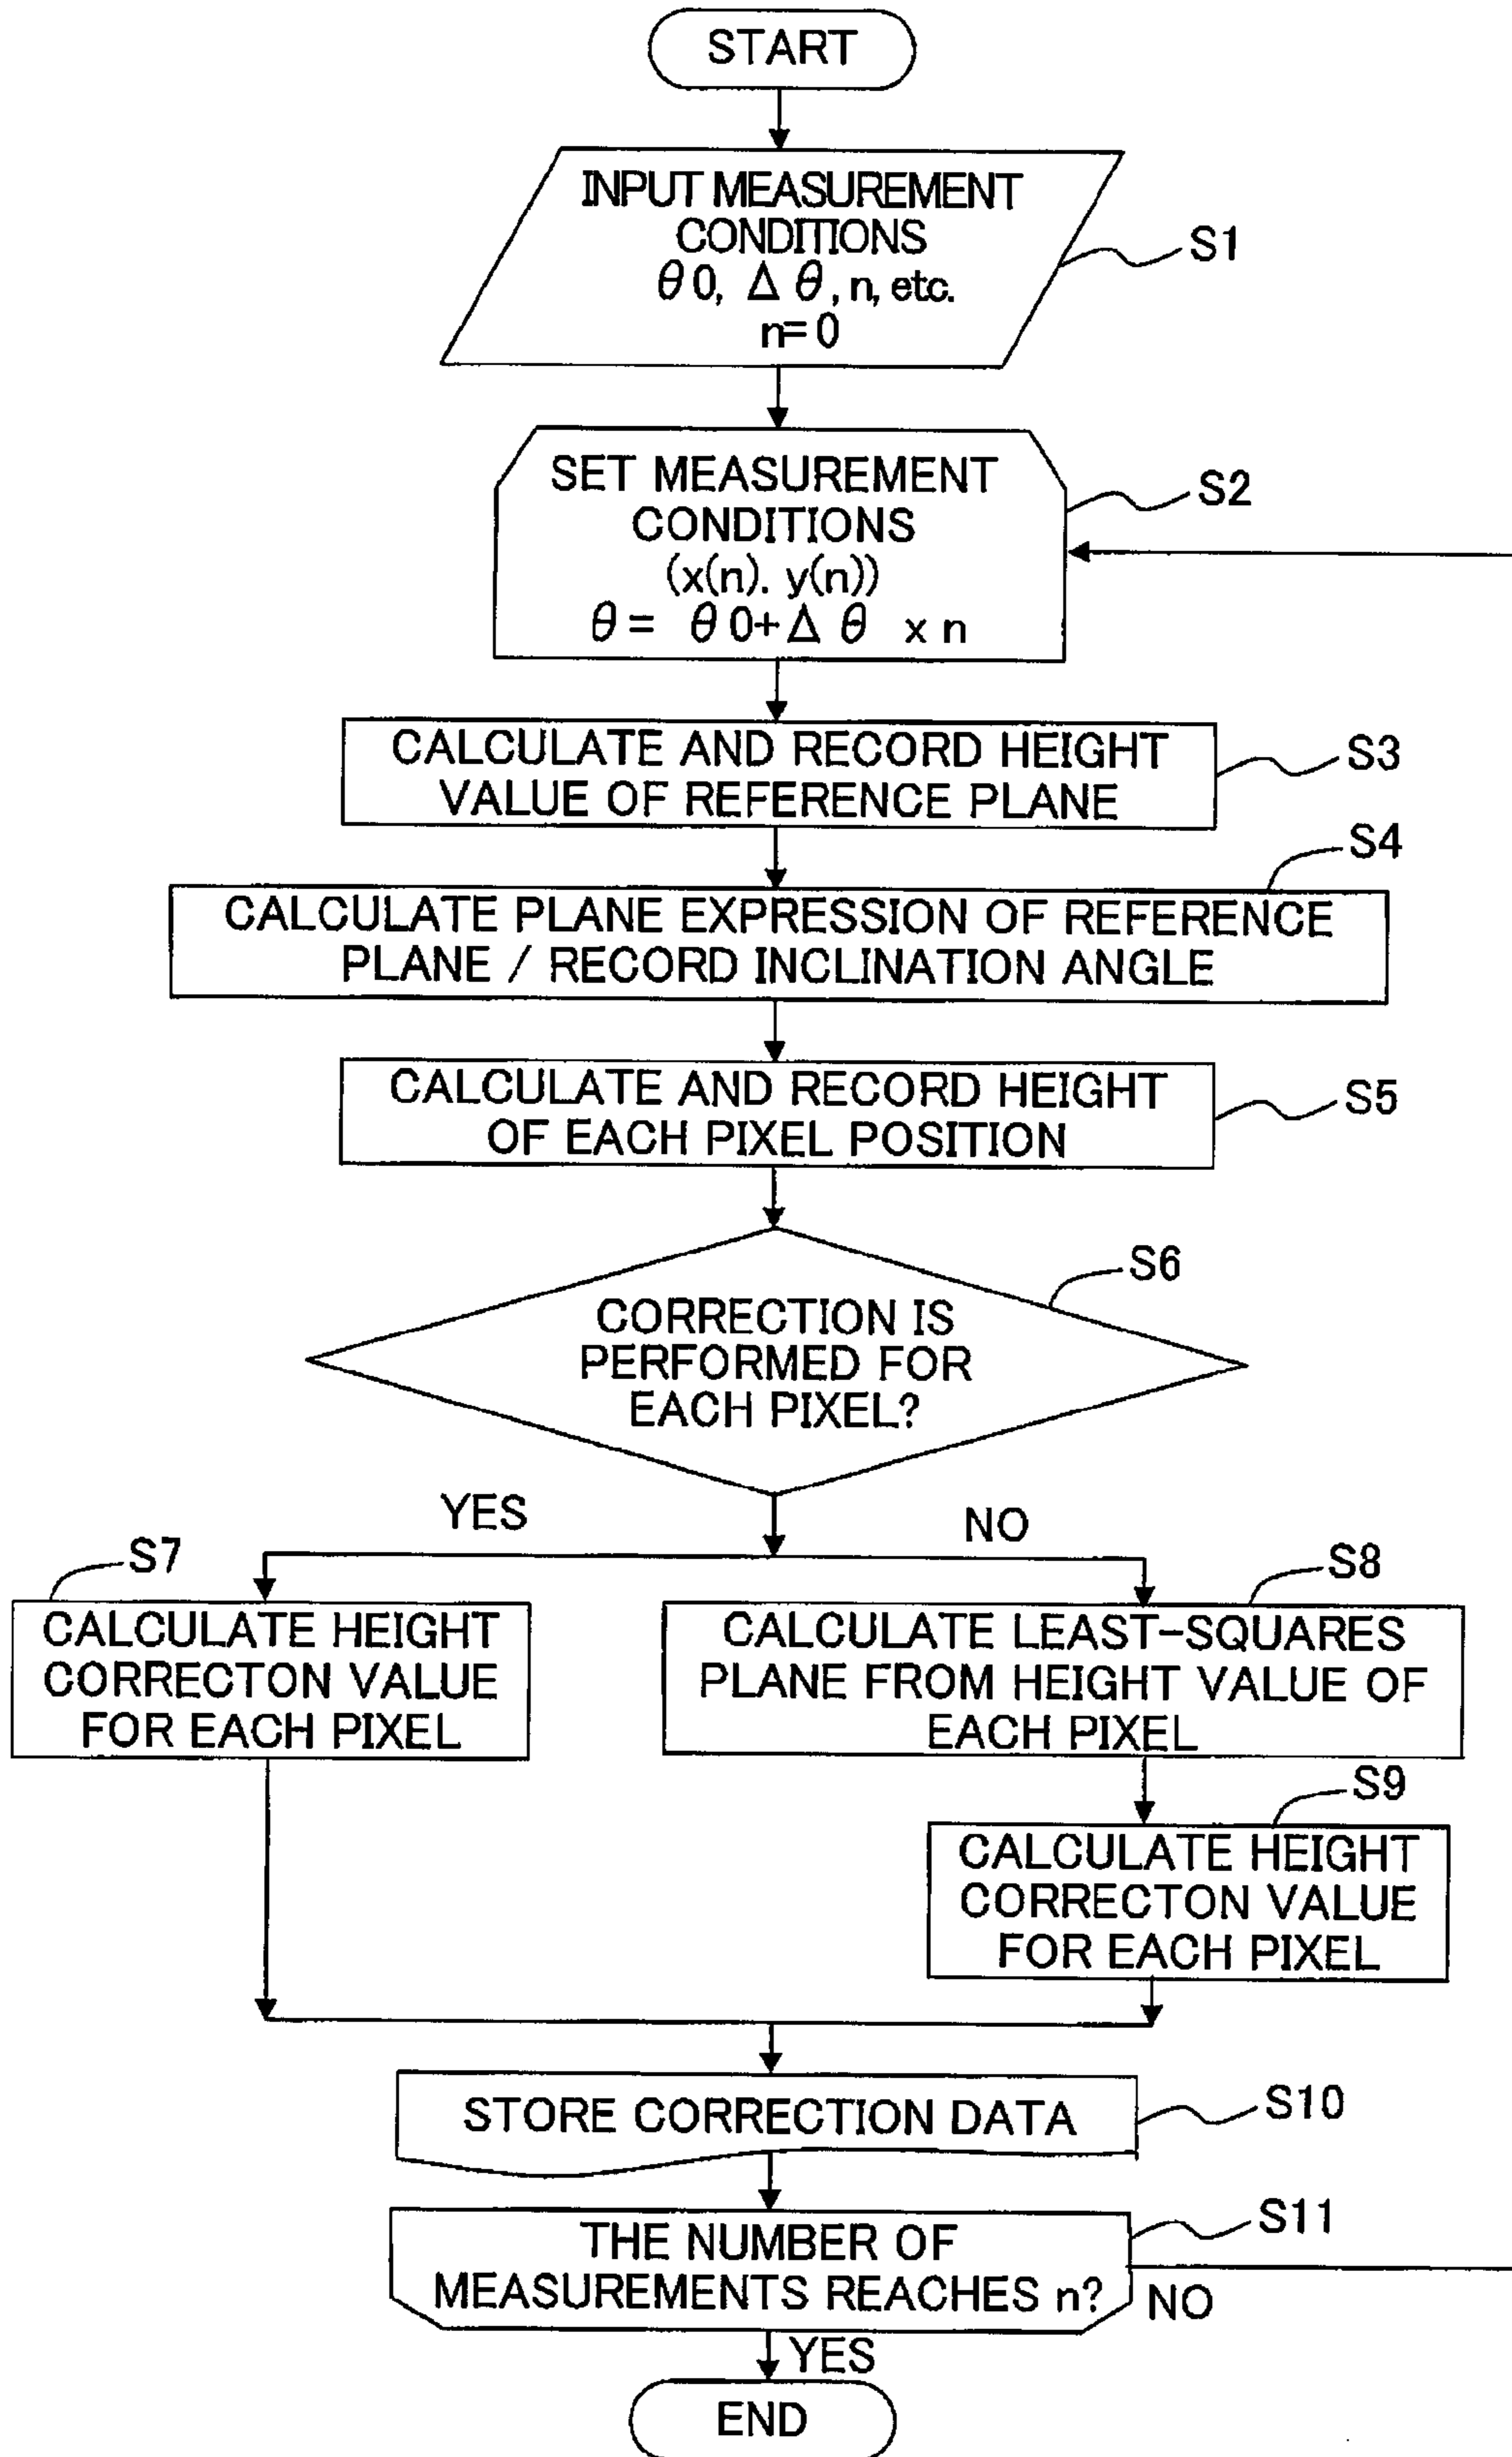 START
INPUT MEASUREMENT
CONDITIONS
θ0, Δθ, n, etc.
n=0
S1
SET MEASUREMENT
CONDITIONS
(x(n). y(n))
θ= θ0+Δθ x n
S2
CALCULATE AND RECORD HEIGHT
VALUE OF REFERENCE PLANE
S3
S4
CALCULATE PLANE EXPRESSION OF REFERENCE
PLANE / RECORD INCLINATION ANGLE
CALCULATE AND RECORD HEIGHT
OF EACH PIXEL POSITION
S5
S6
CORRECTION IS
PERFORMED FOR
EACH PIXEL?
YES
NO
S7
CALCULATE HEIGHT
CORRECTON VALUE
FOR EACH PIXEL
S8
CALCULATE LEAST-SQUARES
PLANE FROM HEIGHT VALUE OF
EACH PIXEL
S9
CALCULATE HEIGHT
CORRECTON VALUE
FOR EACH PIXEL
STORE CORRECTION DATA
S10
THE NUMBER OF
MEASUREMENTS REACHES n?
S11
NO
YES
END